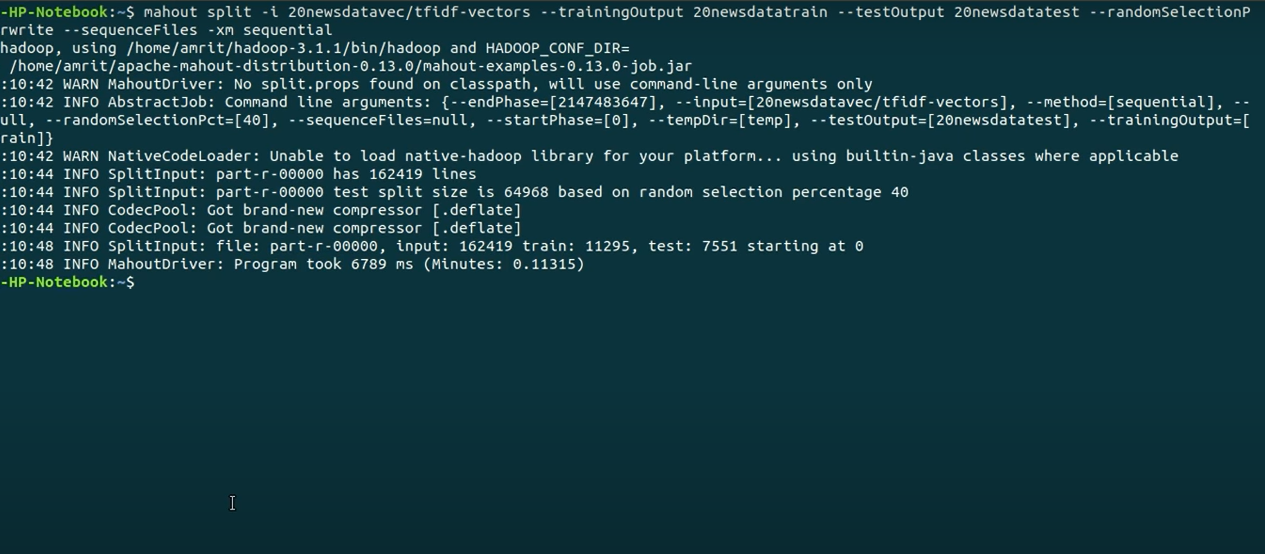 -HP-Notebook:~$ mahout split -i 20newsdatavec/tfidf-vectors --trainingOutput 20newsdatatrain --testOutput 20newsdatatest --randomSelectionP
rwrite --sequenceFiles -xm sequential
hadoop, using /home/amrit/hadoop-3.1.1/bin/hadoop and HADOOP_CONF_DIR=
/home/amrit/apache-mahout-distribution-0.13.0/mahout-examples-0.13.0-job.jar
:10:42 WARN MahoutDriver: No split.props found on classpath, will use command-line arguments only
:10:42 INFO AbstractJob: Command line arguments: {--endPhase=[2147483647], --input=[20newsdatavec/tfidf-vectors], --method=[sequential], --
ull, --randomSelectionPct=[40], --sequenceFiles=null, --startPhase=[0], --tempDir=[temp], --testOutput=[20newsdatatest], --trainingOutput=[
rain]}
:10:42 WARN NativeCodeLoader: Unable to load native-hadoop library for your platform... using builtin-java classes where applicable
:10:44 INFO SplitInput: part-r-00000 has 162419 lines
:10:44 INFO SplitInput: part-r-00000 test split size is 64968 based on random selection percentage 40
:10:44 INFO CodecPool: Got brand-new compressor [.deflate]
:10:44 INFO CodecPool: Got brand-new compressor [.deflate]
:10:48 INFO SplitInput: file: part-r-00000, input: 162419 train: 11295, test: 7551 starting at 0
:10:48 INFO MahoutDriver: Program took 6789 ms (Minutes: 0.11315)
-HP-Notebook:~$